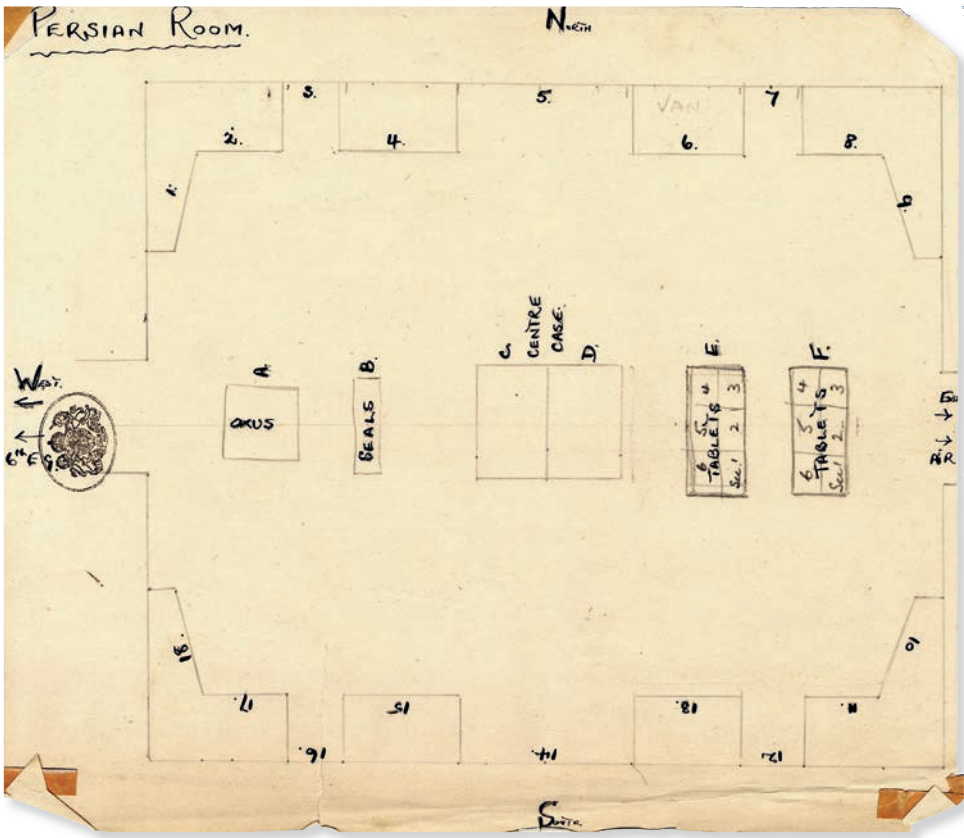 PERSIAN ROOM.
NORTH
1.
2.
3.
4.
5.
VAN
6.
7
8.
9.
WEST.
6TH E.S.
A.
OXUS
B.
SEALS
C.
CENTRE
CASE.
D.
E.
TABLETS
6 5 4
Sec.1 2 3
F.
TABLETS
6 5 4
Sec.1 2 3
10
11
12
13.
14.
15
16.
17.
18.
SOUTH